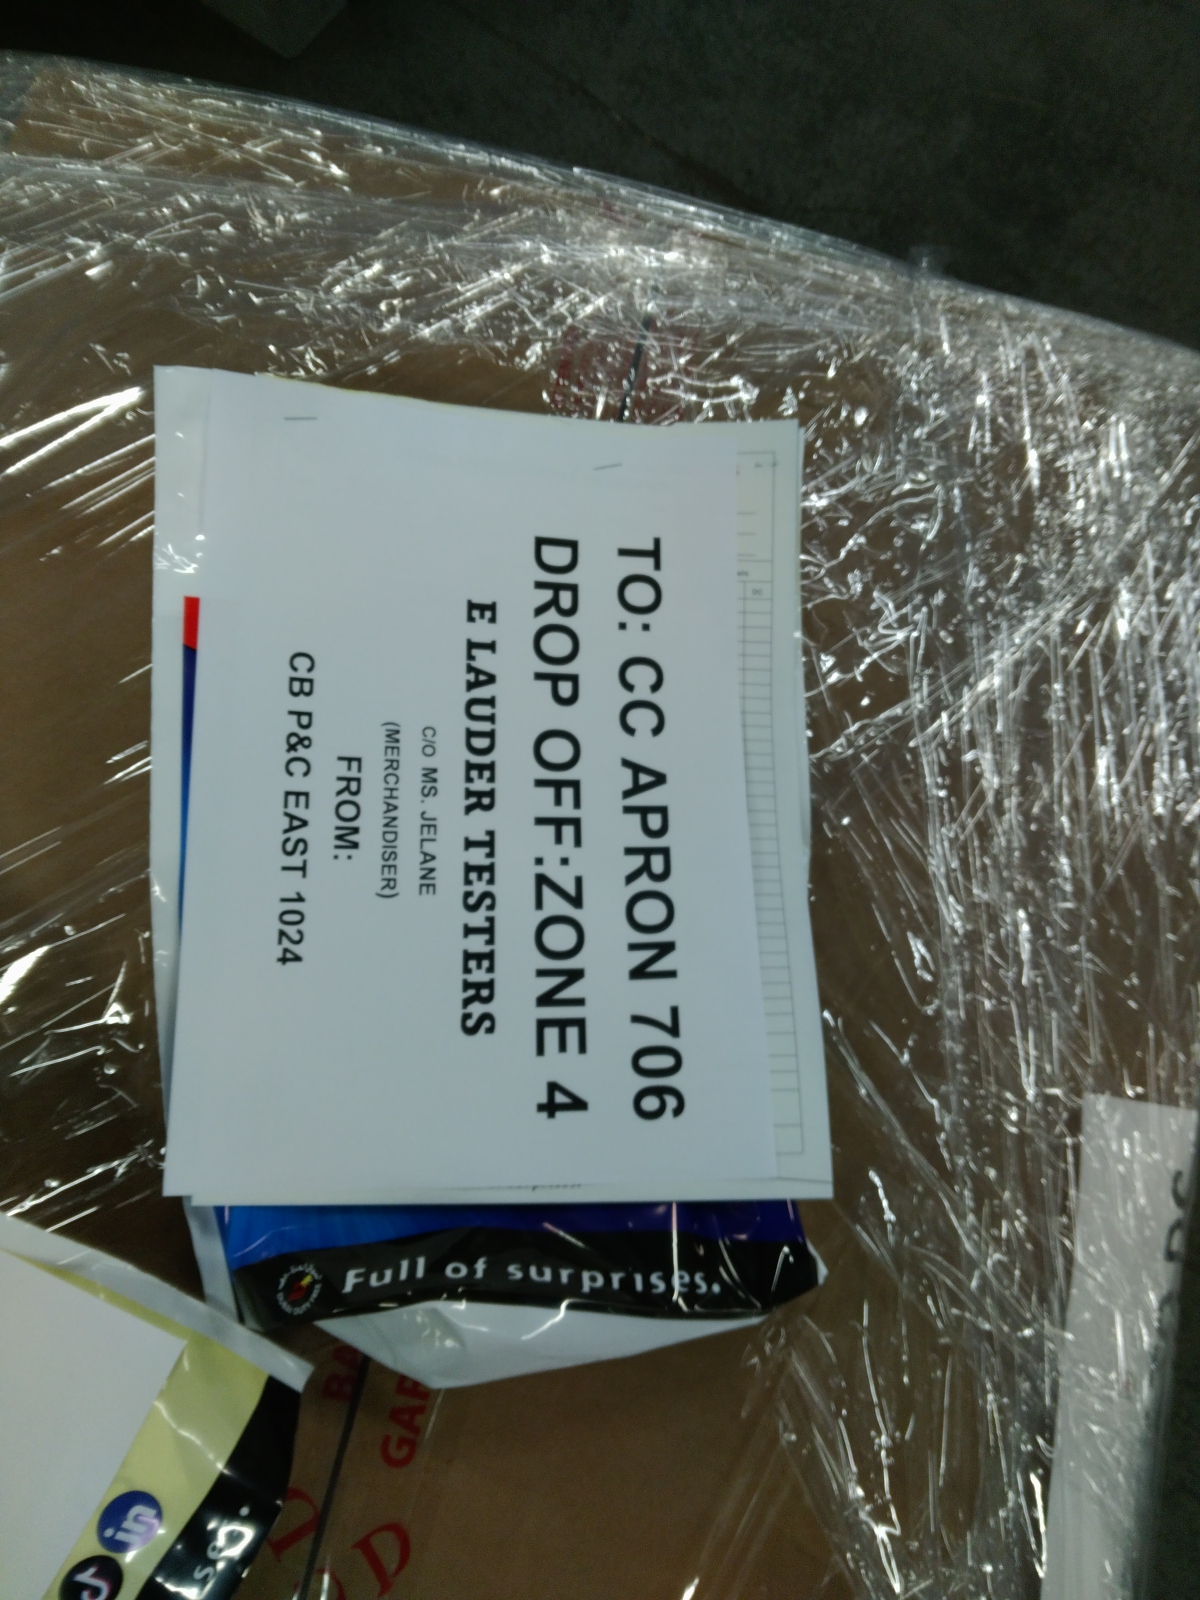 TO: CC APRON 706
DROP OFF:ZONE 4
E LAUDER TESTERS
C/O MS. JELANE
(MERCHANDISER)
FROM:
CB P&C EAST 1024
Full of surprises.
in